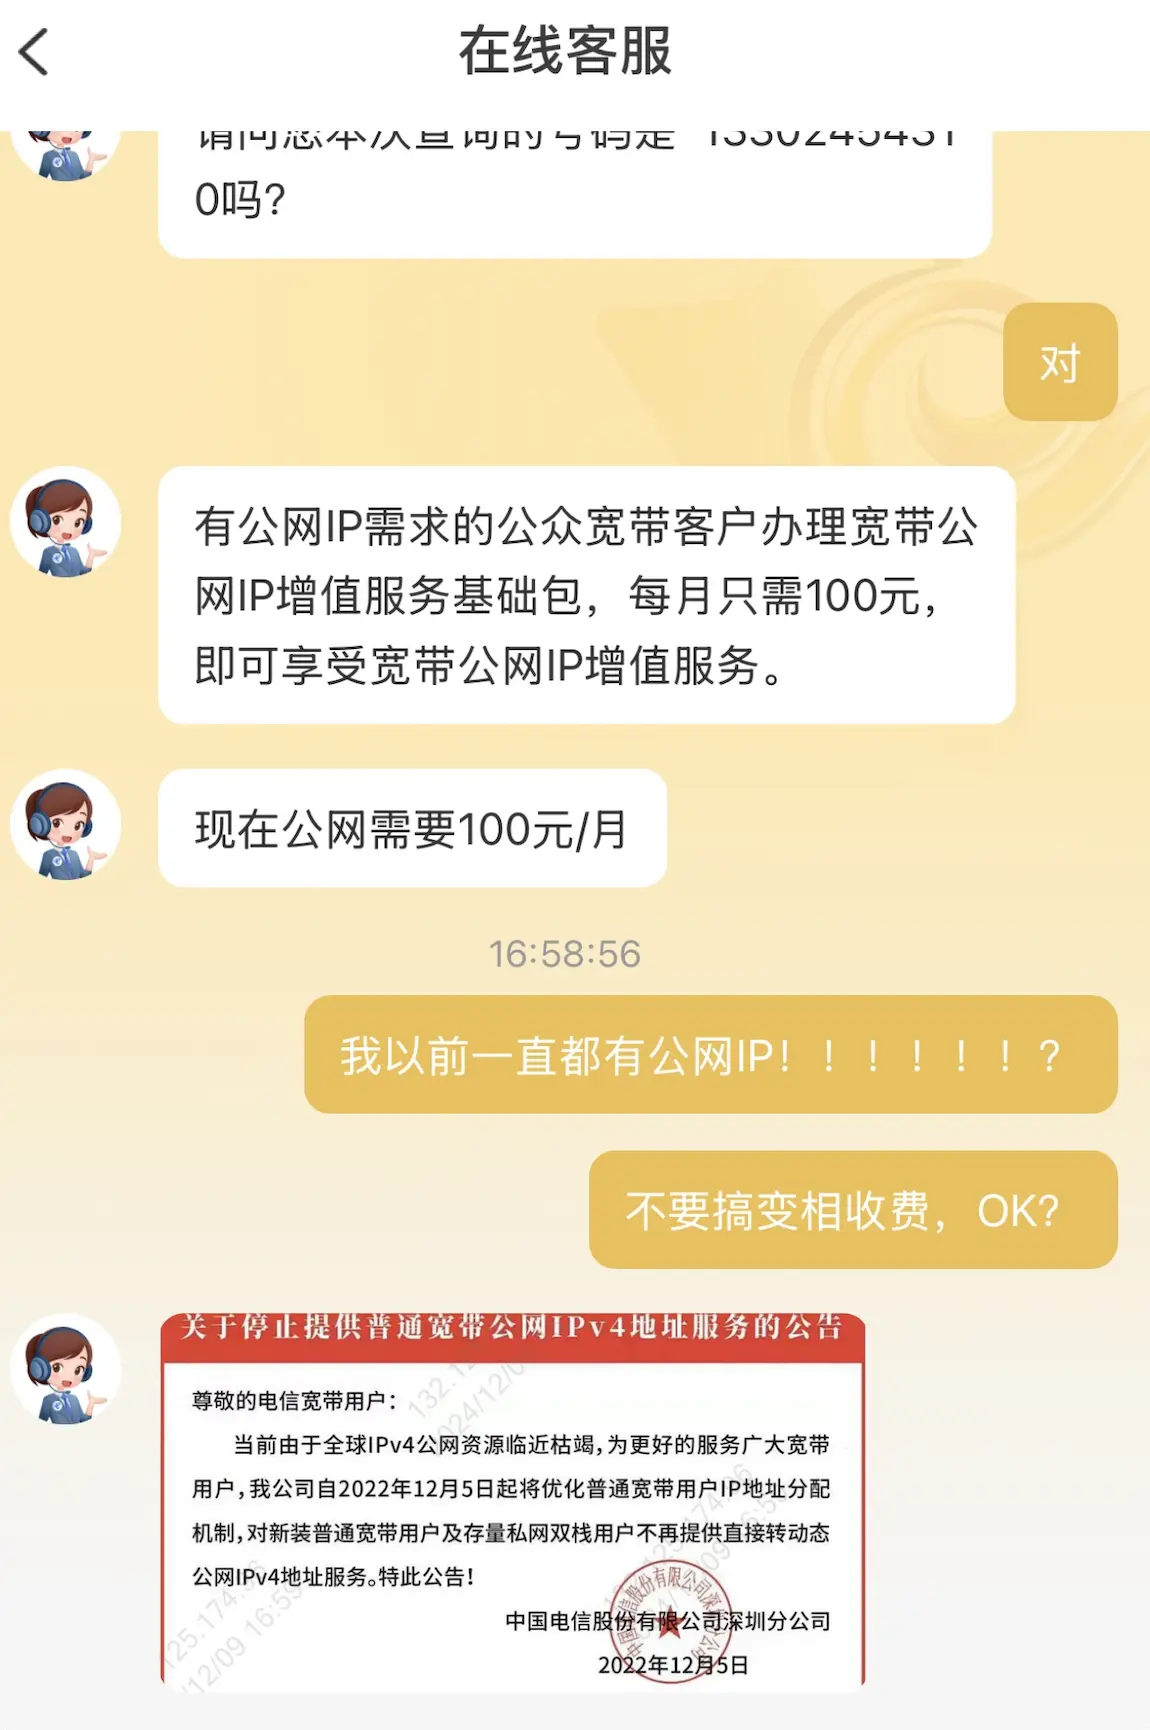 在线客服
请问您本次查询的号码是 1330245431
0吗?
对
有公网IP需求的公众宽带客户办理宽带公
网IP增值服务基础包，每月只需100元，
即可享受宽带公网IP增值服务。
现在公网需要100元/月
16:58:56
我以前一直都有公网IP！！！！！！？
不要搞变相收费，OK?
关于停止提供普通宽带公网IPv4地址服务的公告
尊敬的电信宽带用户：
当前由于全球IPv4公网资源临近枯竭，为更好的服务广大宽带
用户，我公司自2022年12月5日起将优化普通宽带用户IP地址分配
机制，对新装普通宽带用户及存量私网双栈用户不再提供直接转动态
公网IPv4地址服务。特此公告！
中国电信股份有限公司深圳分公司
2022年12月5日